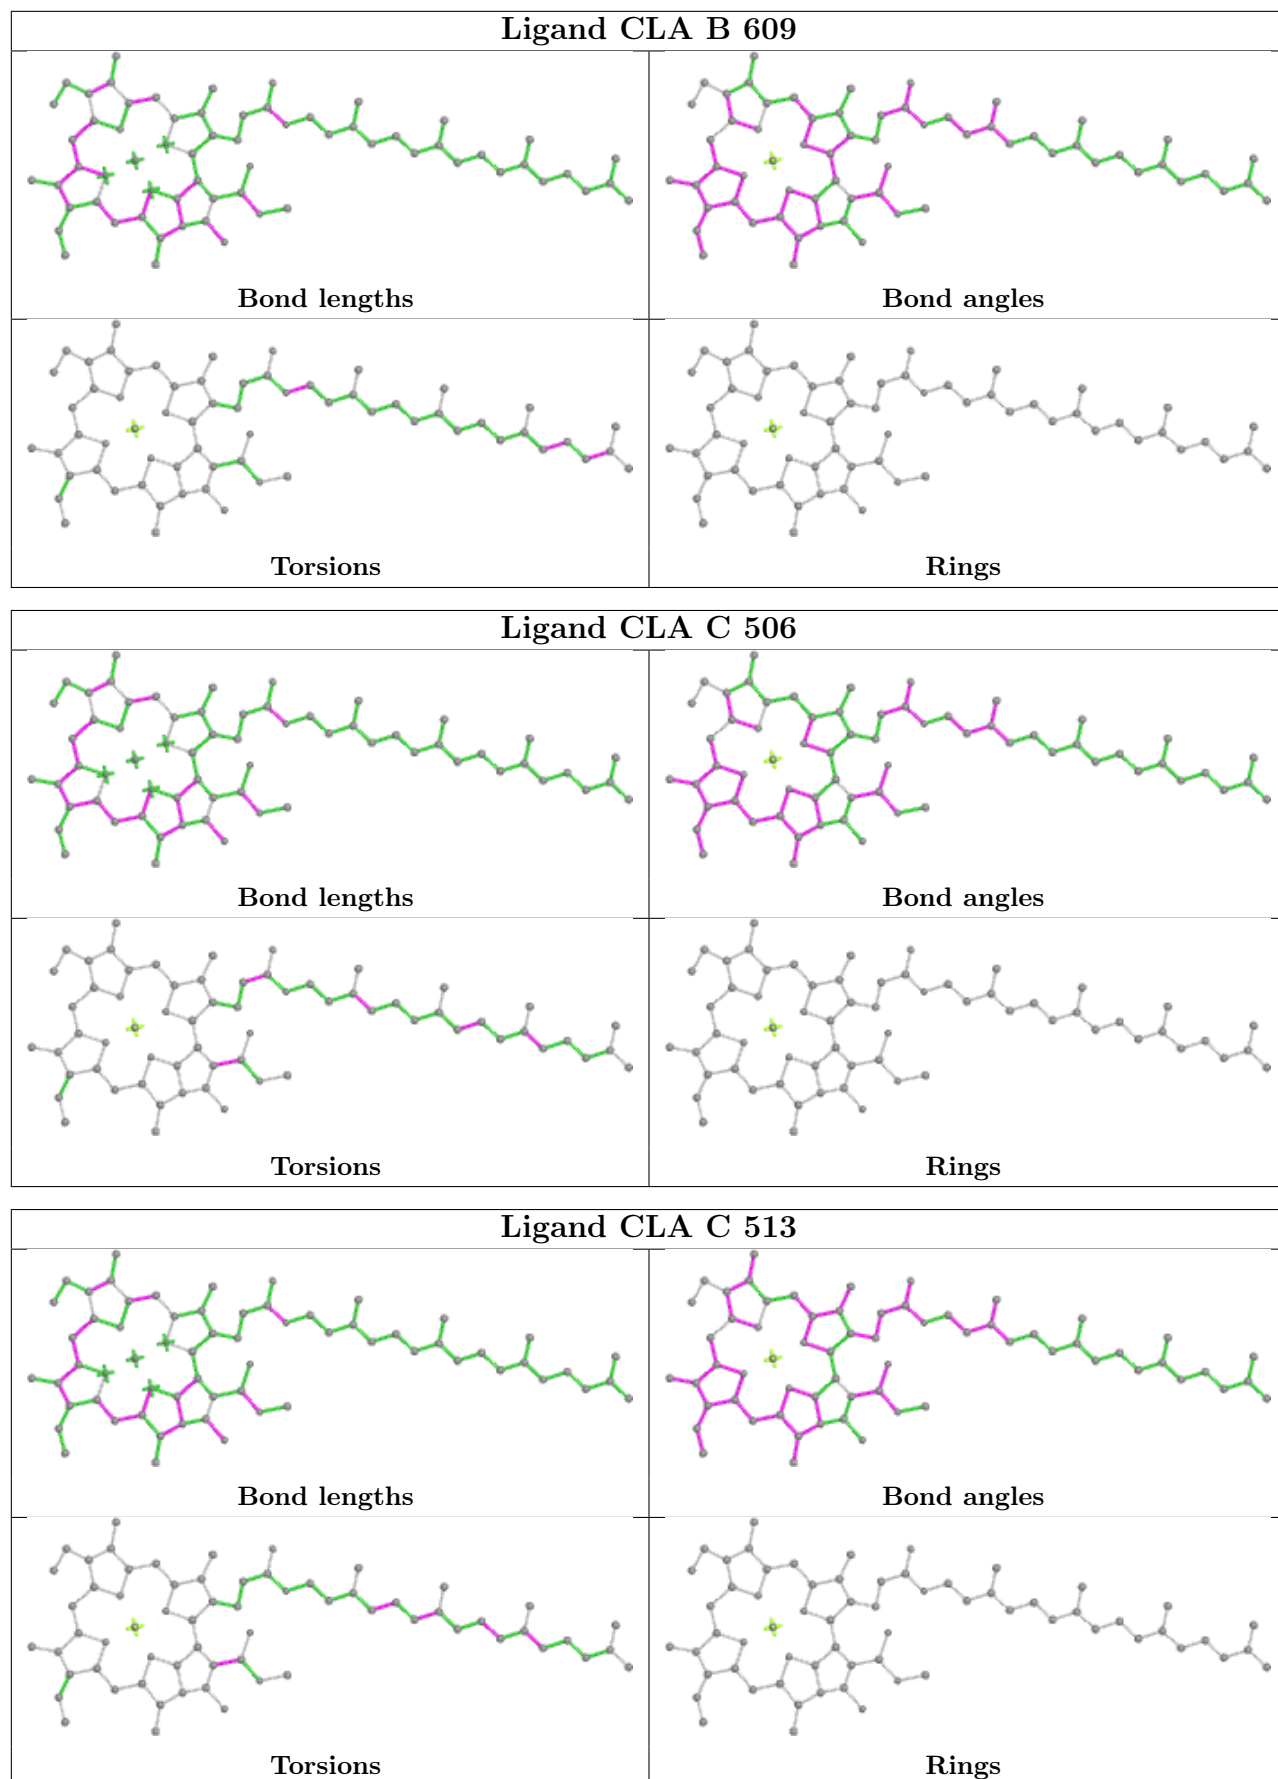 Ligand CLA B 609
Bond lengths
Bond angles
Torsions
Rings
Ligand CLA C 506
Bond lengths
Bond angles
Torsions
Rings
Ligand CLA C 513
Bond lengths
Bond angles
Torsions
Rings